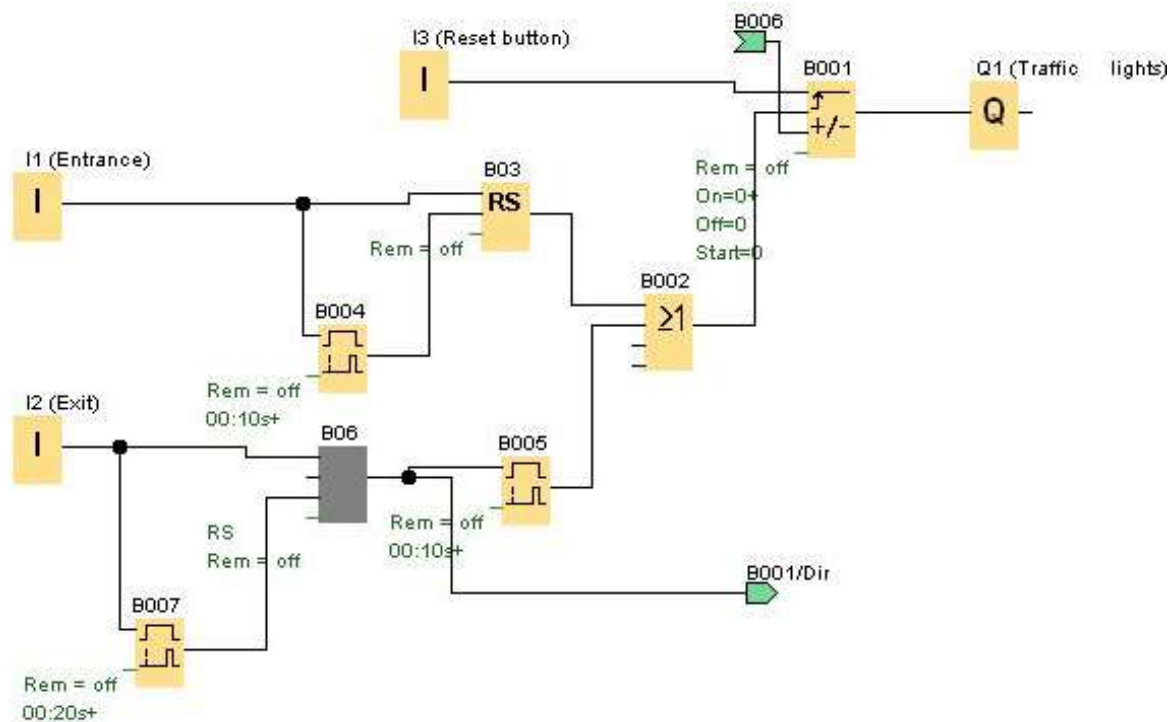 B006
I3 (Reset button)
I
B001
+/-
Q1 (Traffic lights)
Q
Rem = off
On=0+
Off=0
Start=0
I1 (Entrance)
I
B03
RS
Rem = off
B002
≥1
B004
Rem = off
00:10s+
I2 (Exit)
I
B06
RS
Rem = off
B005
Rem = off
00:10s+
B001/Dir
B007
Rem = off
00:20s+